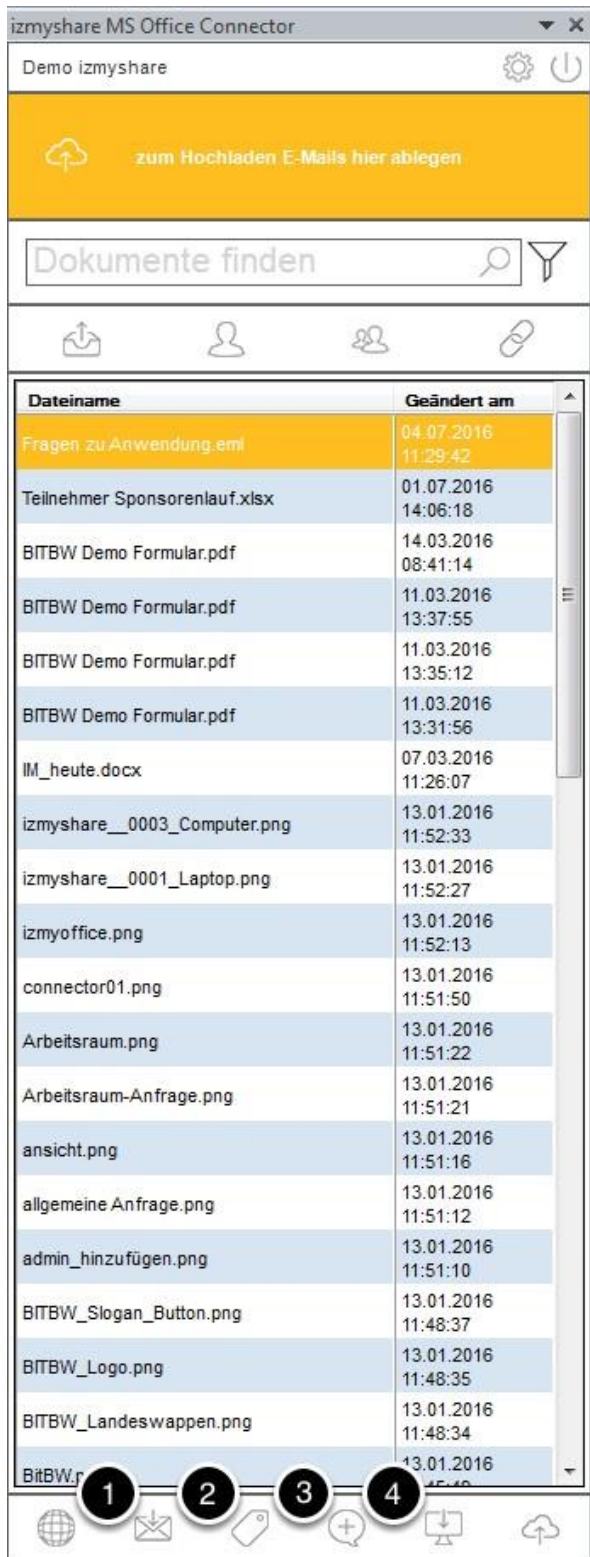 izmyshare MS Office Connector
Demo izmyshare
zum Hochladen E-Mails hier ablegen
Dokumente finden
Dateiname Geändert am
Fragen zu Anwendung.eml 04.07.2016
11:29:42
Teilnehmer Sponsorenlauf.xlsx 01.07.2016
14:06:18
BITBW Demo Formular.pdf 14.03.2016
08:41:14
BITBW Demo Formular.pdf 11.03.2016
13:37:55
BITBW Demo Formular.pdf 11.03.2016
13:35:12
BITBW Demo Formular.pdf 11.03.2016
13:31:56
IM_heute.docx 07.03.2016
11:26:07
izmyshare__0003_Computer.png 13.01.2016
11:52:33
izmyshare__0001_Laptop.png 13.01.2016
11:52:27
izmyoffice.png 13.01.2016
11:52:13
connector01.png 13.01.2016
11:51:50
Arbeitsraum.png 13.01.2016
11:51:22
Arbeitsraum-Anfrage.png 13.01.2016
11:51:21
ansicht.png 13.01.2016
11:51:16
allgemeine Anfrage.png 13.01.2016
11:51:12
admin_hinzufügen.png 13.01.2016
11:51:10
BITBW_Slogan_Button.png 13.01.2016
11:48:37
BITBW_Logo.png 13.01.2016
11:48:35
BITBW_Landeswappen.png 13.01.2016
11:48:34
13.01.2016
1 2 3 4